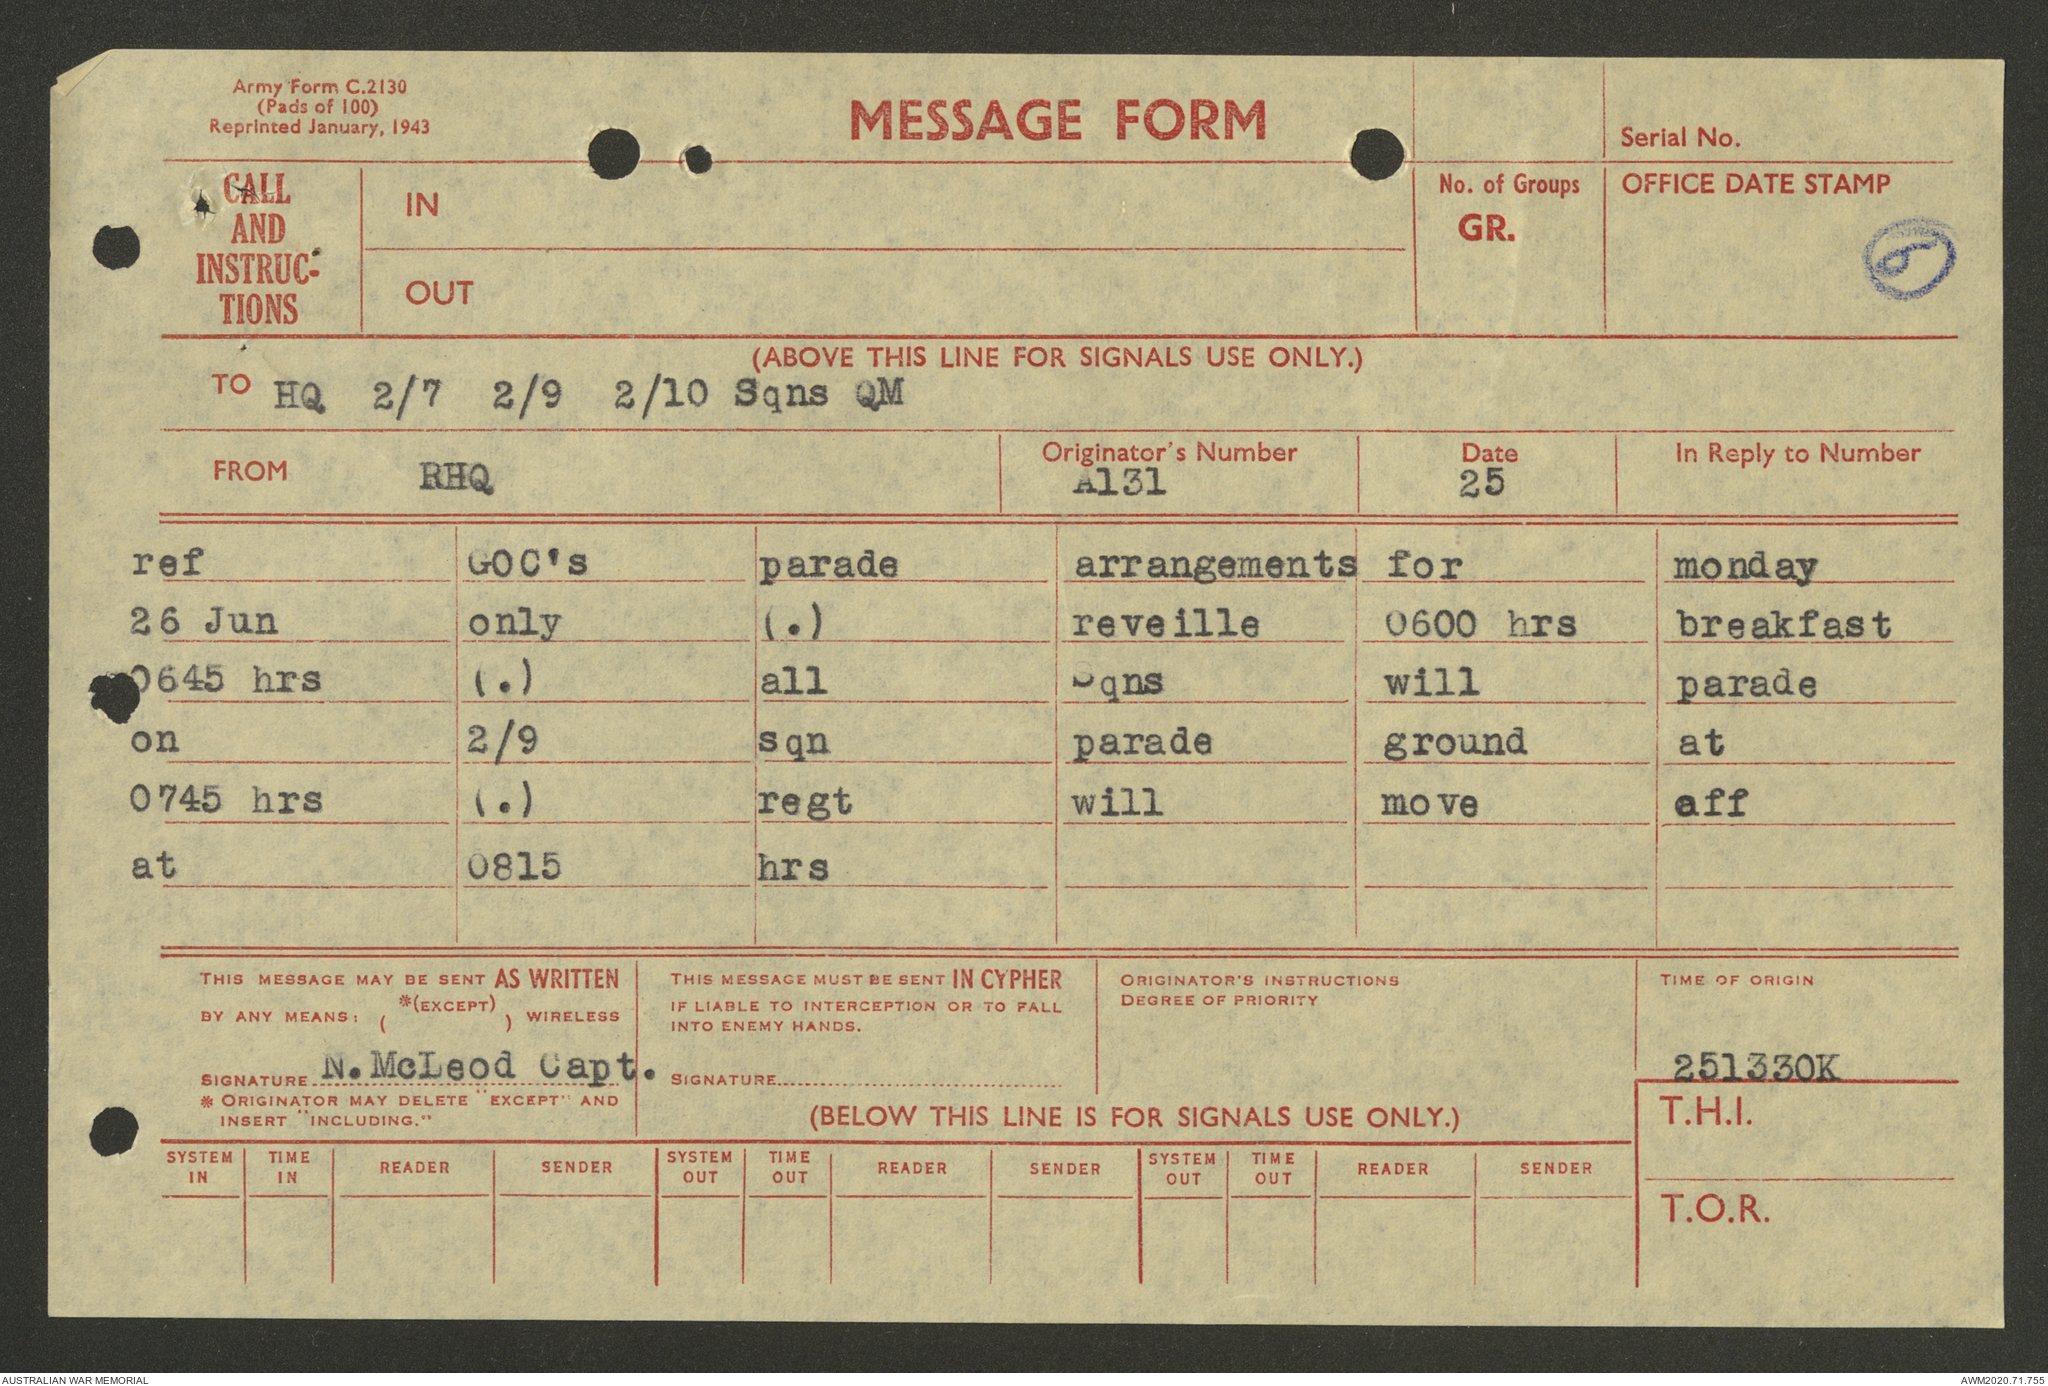 Army Form C.2130
(Pads of 100)
Reprinted January, 1943
MESSAGE FORM
Serial No.
CALL
AND
INSTRUC-
TIONS
IN
OUT
No. of Groups
GR.
OFFICE DATE STAMP
(ABOVE THIS LINE FOR SIGNALS USE ONLY.)
TO HQ 2/7 2/9 2/10 Sqns QM
FROM RHQ
Originator's Number
A131
Date
25
In Reply to Number
ref GOC's parade arrangements for monday
26 Jun only (.) reveille 0600 hrs breakfast
0645 hrs (.) all Sqns will parade
on 2/9 sqn parade ground at
0745 hrs (.) regt will move off
at 0815 hrs
THIS MESSAGE MAY BE SENT AS WRITTEN
BY ANY MEANS: ( *(EXCEPT) ) WIRELESS
SIGNATURE N.McLeod Capt.
* ORIGINATOR MAY DELETE "EXCEPT" AND
INSERT "INCLUDING."
THIS MESSAGE MUST BE SENT IN CYPHER
IF LIABLE TO INTERCEPTION OR TO FALL
INTO ENEMY HANDS.
SIGNATURE
ORIGINATOR'S INSTRUCTIONS
DEGREE OF PRIORITY
TIME OF ORIGIN
251330K
(BELOW THIS LINE IS FOR SIGNALS USE ONLY.)
T.H.I.
T.O.R.
SYSTEM IN TIME IN READER SENDER SYSTEM OUT TIME OUT READER SENDER SYSTEM OUT TIME OUT READER SENDER
AUSTRALIAN WAR MEMORIAL
AWM2020.71.755